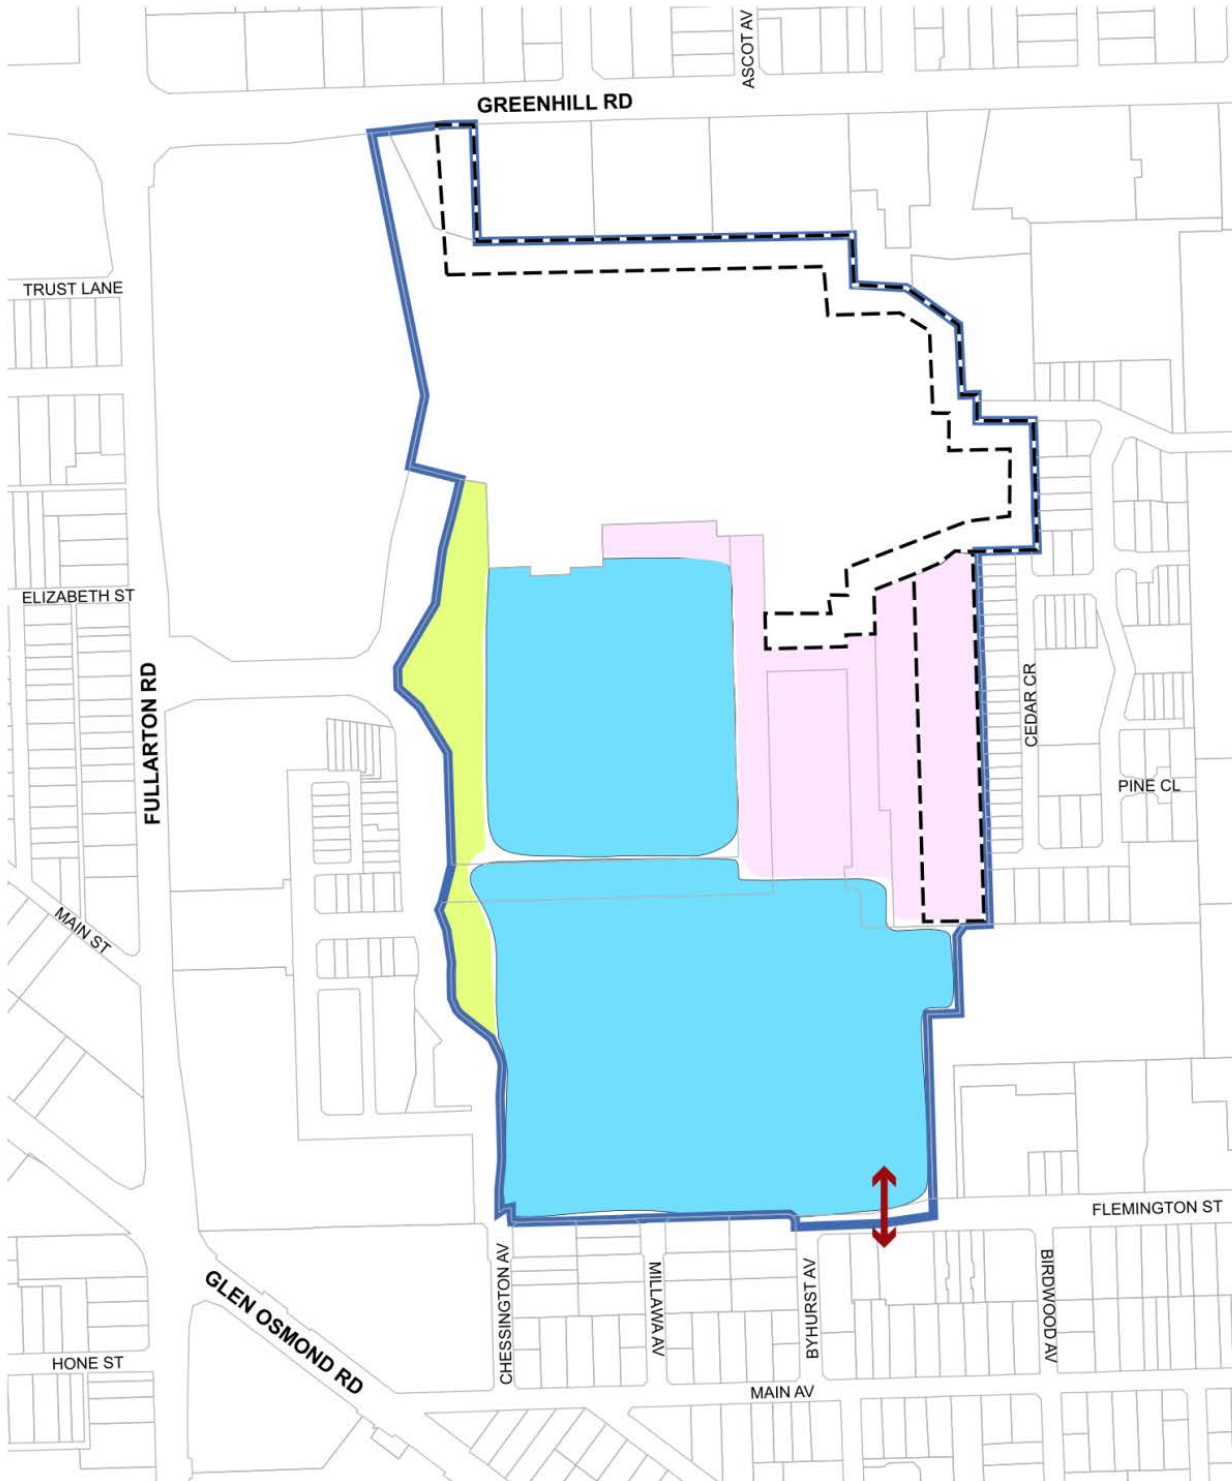 ASCOT AV
GREENHILL RD
TRUST LANE
ELIZABETH ST
FULLARTON RD
CEDAR CR
PINE CL
MAIN ST
FLEMINGTON ST
CHESSINGTON AV
MILLAWA AV
BYHURST AV
BIRDWOOD AV
GLEN OSMOND RD
HONE ST
MAIN AV